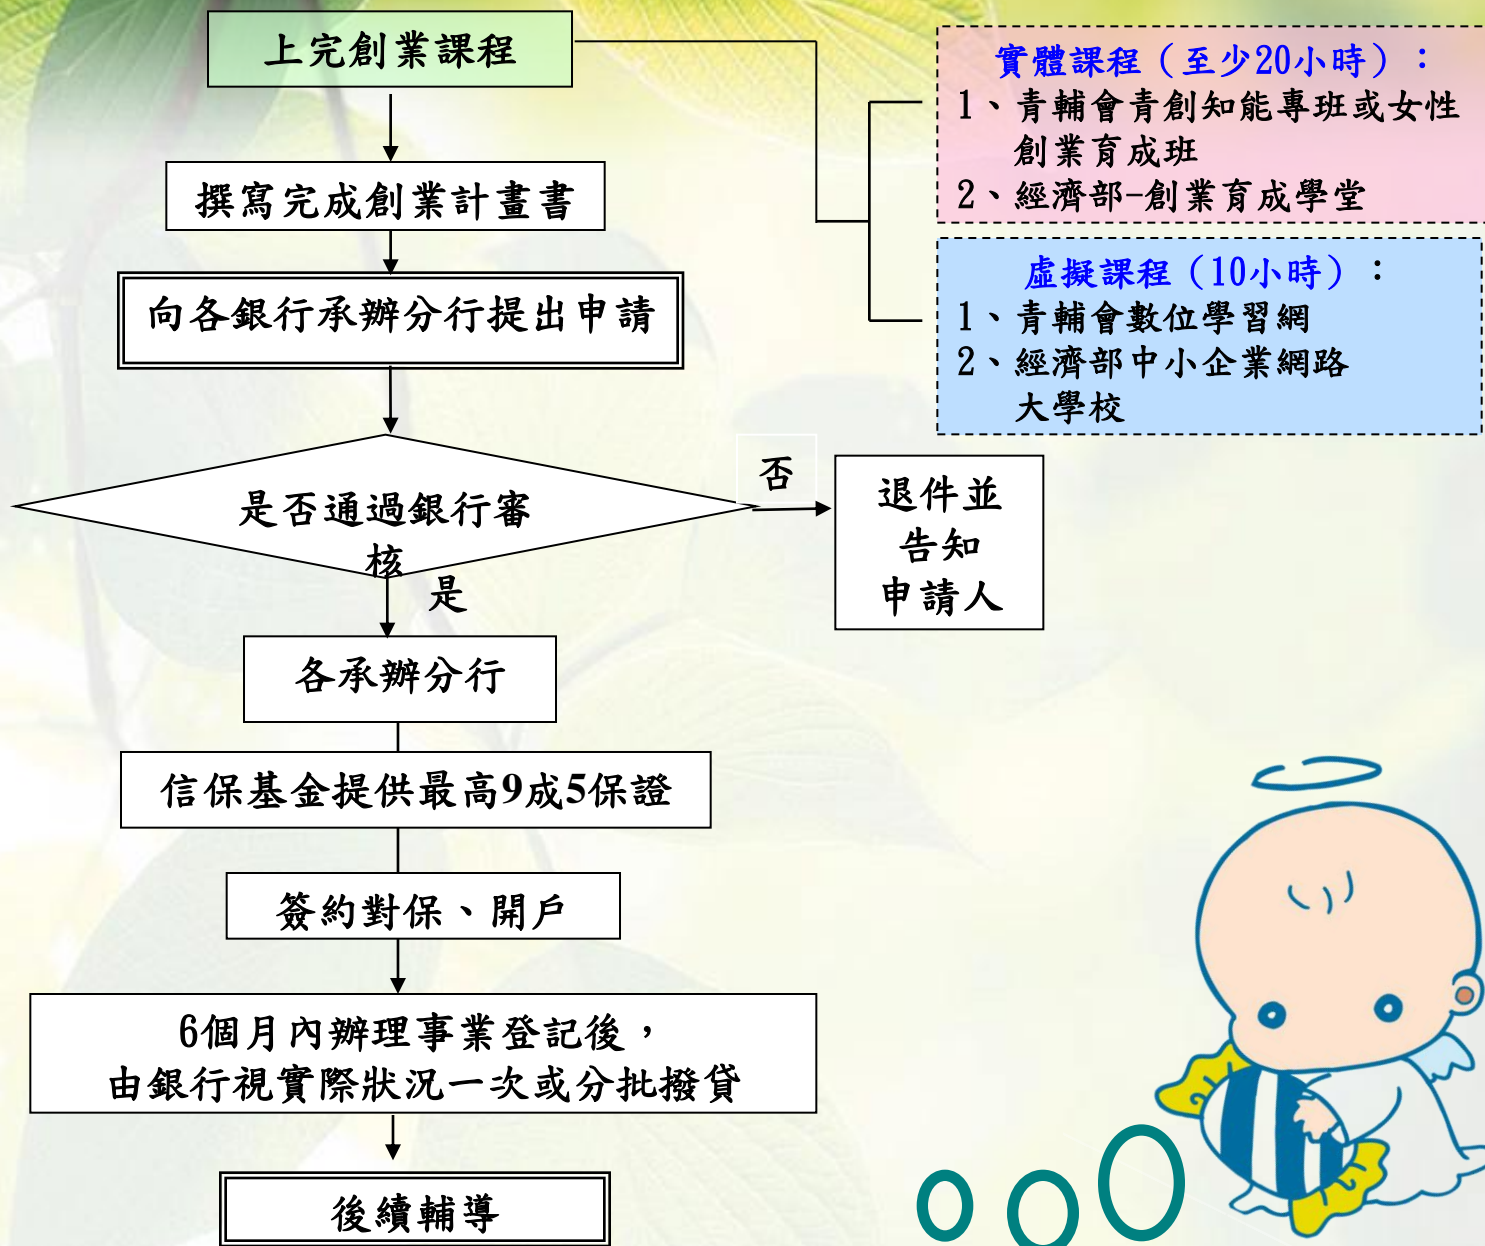 上完創業課程
實體課程（至少20小時）：
1、青輔會青創知能專班或女性
創業育成班
2、經濟部-創業育成學堂
撰寫完成創業計畫書
虛擬課程（10小時）：
1、青輔會數位學習網
2、經濟部中小企業網路
大學校
向各銀行承辦分行提出申請
是否通過銀行審
核
否
退件並
告知
申請人
是
各承辦分行
信保基金提供最高9成5保證
簽約對保、開戶
6個月內辦理事業登記後，
由銀行視實際狀況一次或分批撥貸
後續輔導